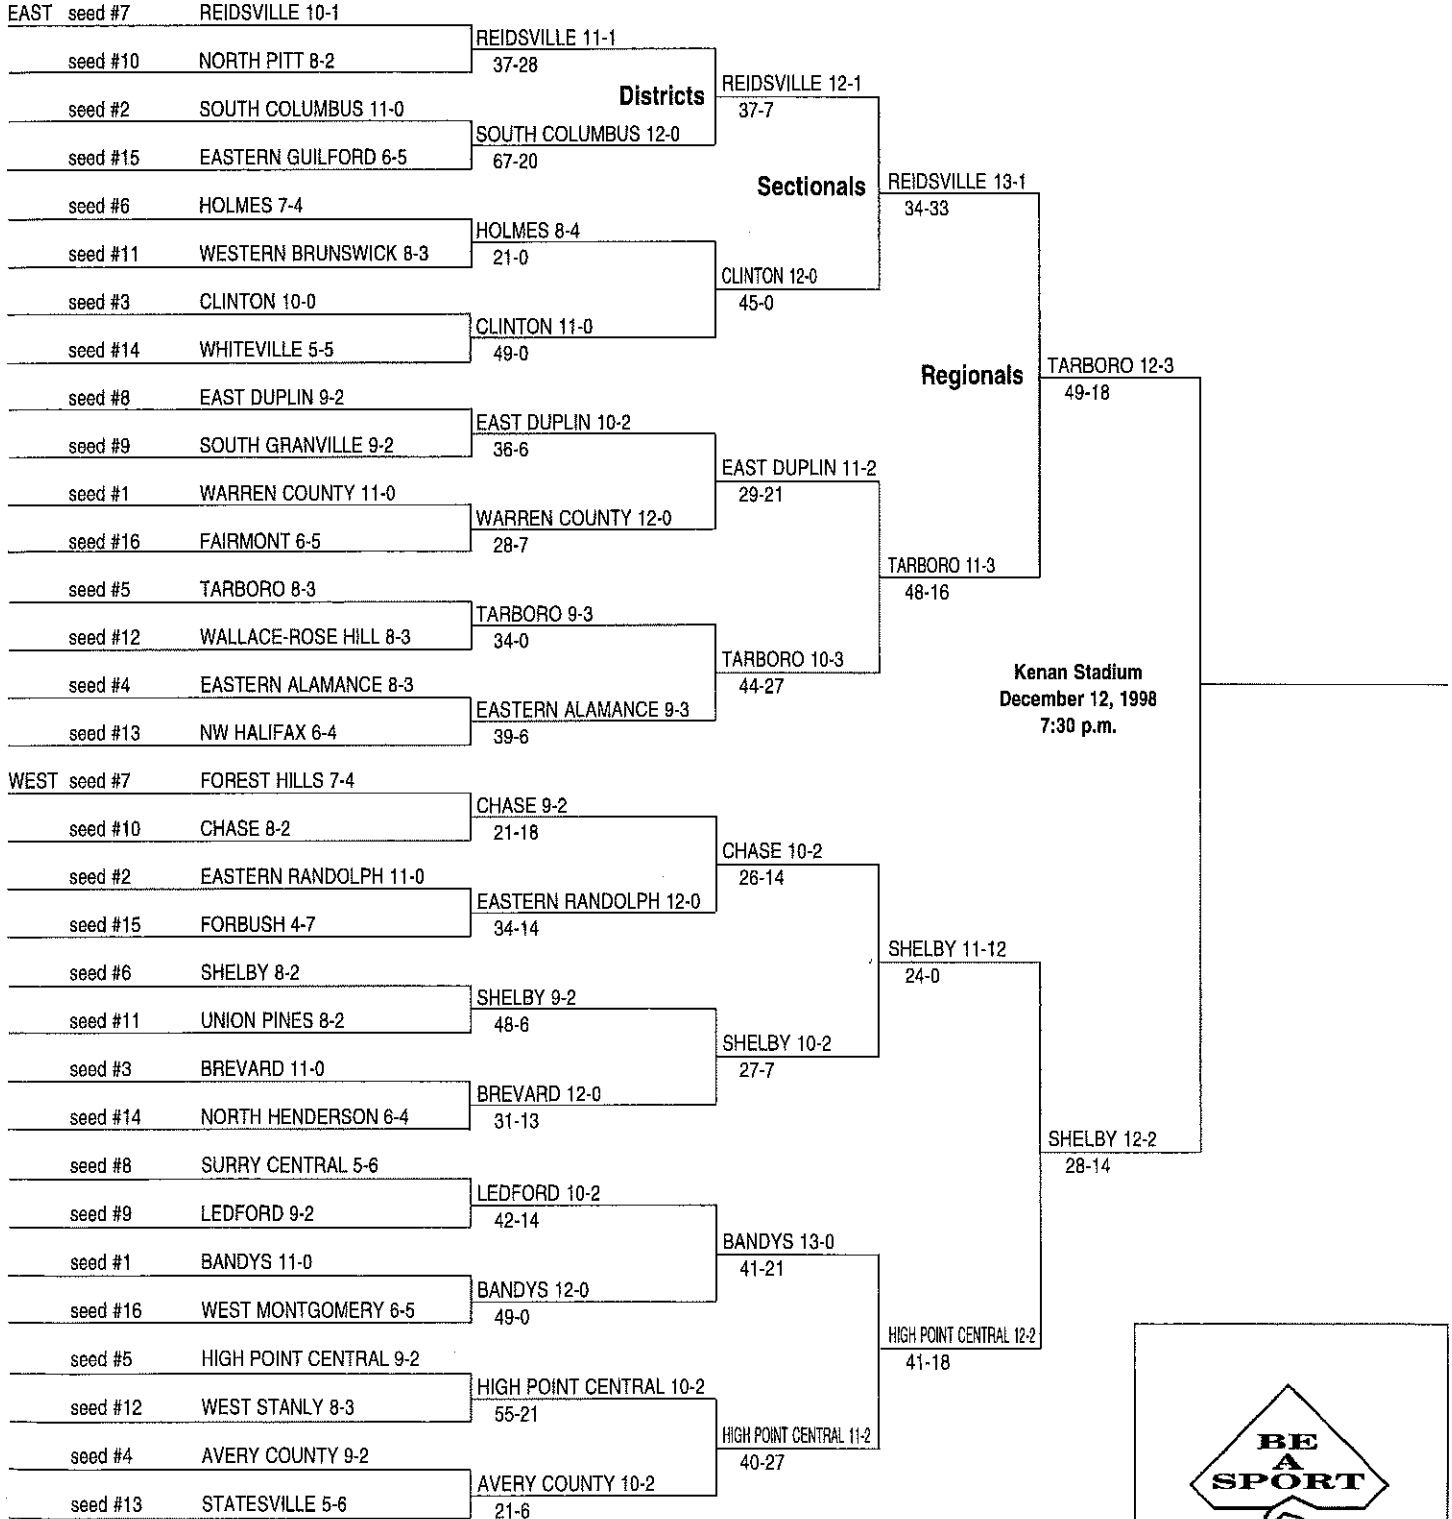 EAST seed #7 REIDSVILLE 10-1
REIDSVILLE 11-1
seed #10 NORTH PITT 8-2
37-28
REIDSVILLE 12-1
Districts
37-7
seed #2 SOUTH COLUMBUS 11-0
SOUTH COLUMBUS 12-0
seed #15 EASTERN GUILFORD 6-5
67-20
Sectionals
REIDSVILLE 13-1
34-33
seed #6 HOLMES 7-4
HOLMES 8-4
seed #11 WESTERN BRUNSWICK 8-3
21-0
CLINTON 12-0
45-0
seed #3 CLINTON 10-0
CLINTON 11-0
seed #14 WHITEVILLE 5-5
49-0
Regionals
TARBORO 12-3
49-18
seed #8 EAST DUPLIN 9-2
EAST DUPLIN 10-2
seed #9 SOUTH GRANVILLE 9-2
36-6
EAST DUPLIN 11-2
29-21
seed #1 WARREN COUNTY 11-0
WARREN COUNTY 12-0
seed #16 FAIRMONT 6-5
28-7
TARBORO 11-3
48-16
seed #5 TARBORO 8-3
TARBORO 9-3
seed #12 WALLACE-ROSE HILL 8-3
34-0
TARBORO 10-3
44-27
seed #4 EASTERN ALAMANCE 8-3
EASTERN ALAMANCE 9-3
seed #13 NW HALIFAX 6-4
39-6
Kenan Stadium
December 12, 1998
7:30 p.m.
WEST seed #7 FOREST HILLS 7-4
CHASE 9-2
seed #10 CHASE 8-2
21-18
CHASE 10-2
26-14
seed #2 EASTERN RANDOLPH 11-0
EASTERN RANDOLPH 12-0
seed #15 FORBUSH 4-7
34-14
SHELBY 11-12
24-0
seed #6 SHELBY 8-2
SHELBY 9-2
seed #11 UNION PINES 8-2
48-6
SHELBY 10-2
27-7
seed #3 BREVARD 11-0
BREVARD 12-0
seed #14 NORTH HENDERSON 6-4
31-13
SHELBY 12-2
28-14
seed #8 SURRY CENTRAL 5-6
LEDFORD 10-2
seed #9 LEDFORD 9-2
42-14
BANDYS 13-0
41-21
seed #1 BANDYS 11-0
BANDYS 12-0
seed #16 WEST MONTGOMERY 6-5
49-0
HIGH POINT CENTRAL 12-2
41-18
seed #5 HIGH POINT CENTRAL 9-2
HIGH POINT CENTRAL 10-2
seed #12 WEST STANLY 8-3
55-21
HIGH POINT CENTRAL 11-2
40-27
seed #4 AVERY COUNTY 9-2
AVERY COUNTY 10-2
seed #13 STATESVILLE 5-6
21-6
BE
A
SPORT